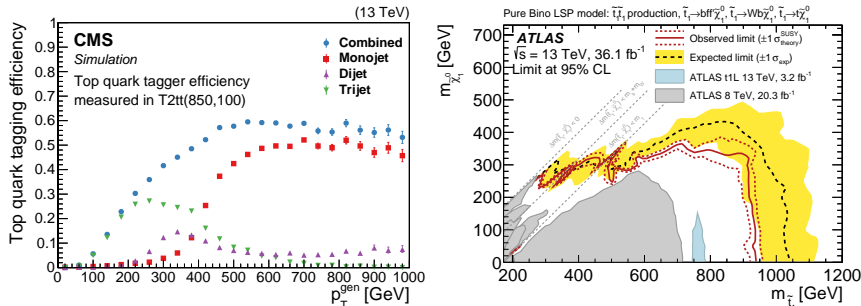 (13 TeV)
CMS
Simulation
Top quark tagger efficiency
measured in T2tt(850,100)
Combined
Monojet
Dijet
Trijet
Top quark tagging efficiency
1
0.9
0.8
0.7
0.6
0.5
0.4
0.3
0.2
0.1
0
0 100 200 300 400 500 600 700 800 900 1000
p_T^gen [GeV]
Pure Bino LSP model: t̃₁t̃₁ production, t̃₁→bff'χ̃₁⁰, t̃₁→Wbχ̃₁⁰, t̃₁→tχ̃₁⁰
ATLAS
√s = 13 TeV, 36.1 fb⁻¹
Limit at 95% CL
Observed limit (±1 σ_theory^SUSY)
Expected limit (±1 σ_exp)
ATLAS t1L 13 TeV, 3.2 fb⁻¹
ATLAS 8 TeV, 20.3 fb⁻¹
m_χ̃₁⁰ [GeV]
800
700
600
500
400
300
200
100
0
200 400 600 800 1000 1200
m_t̃₁ [GeV]